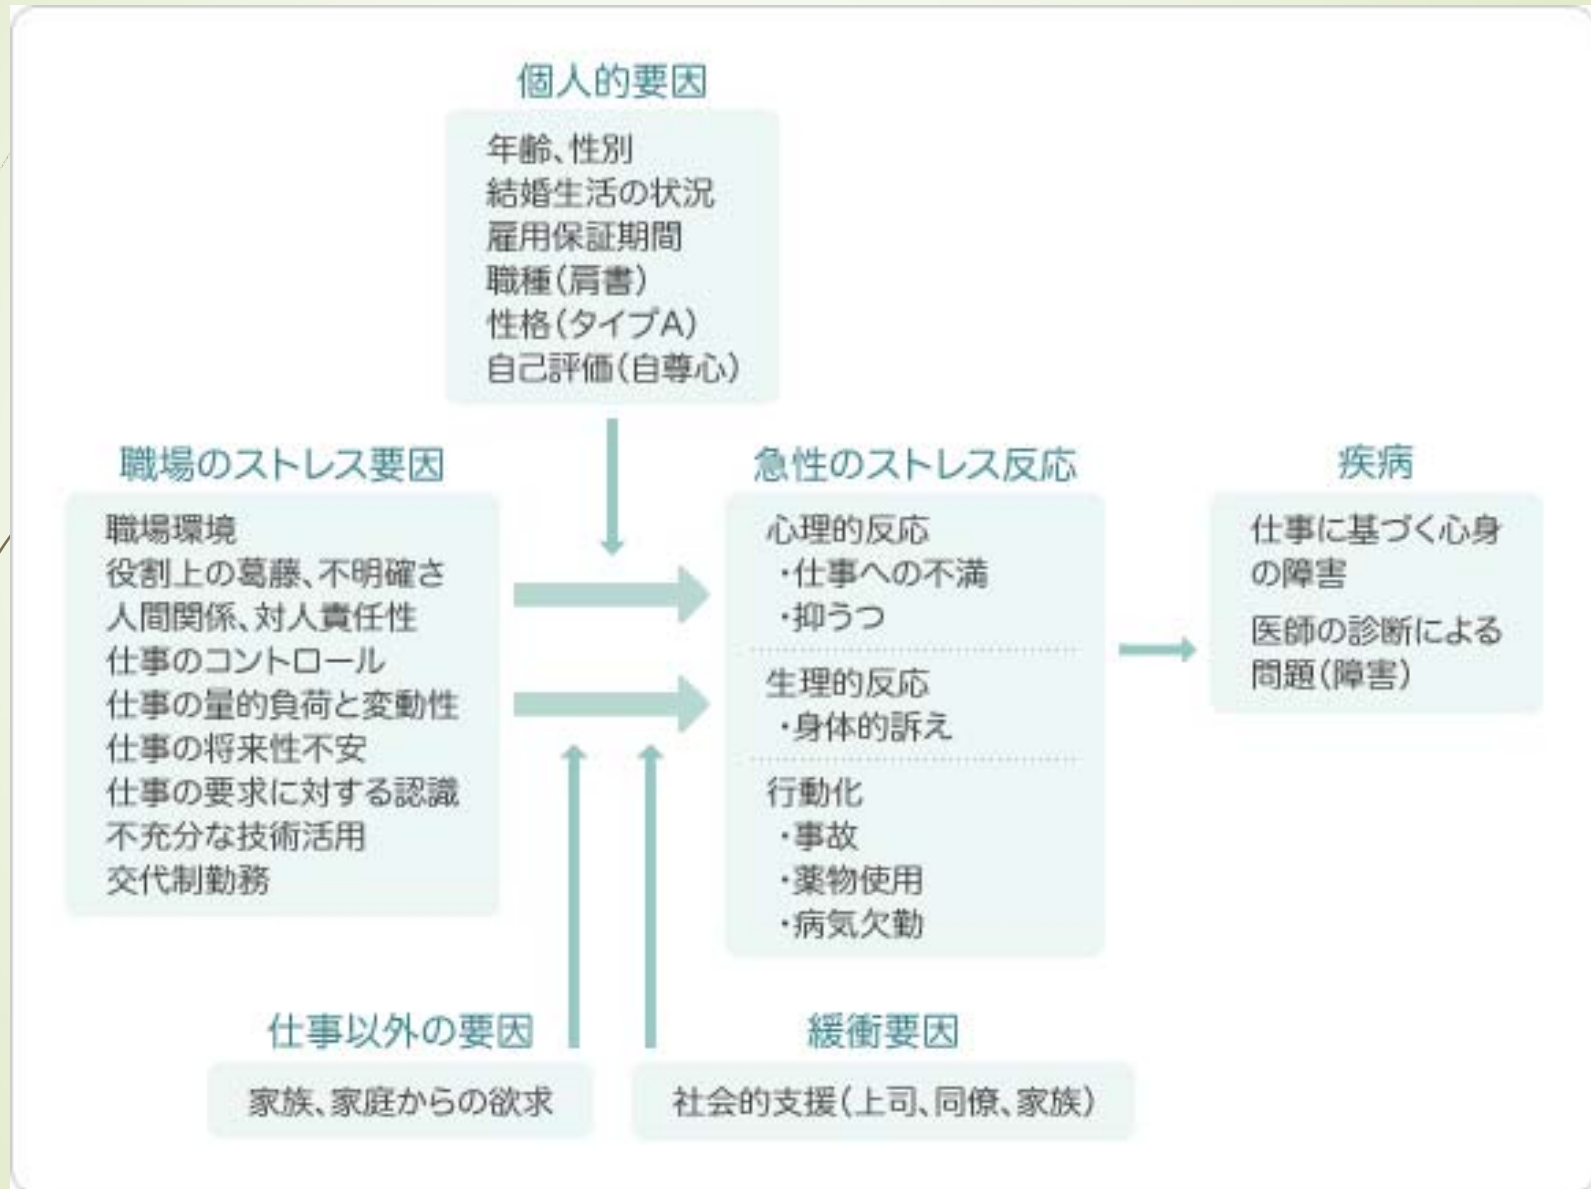 個人的要因
年齢、性別
結婚生活の状況
雇用保証期間
職種(肩書)
性格(タイプA)
自己評価(自尊心)
職場のストレス要因
職場環境
役割上の葛藤、不明確さ
人間関係、対人責任性
仕事のコントロール
仕事の量的負荷と変動性
仕事の将来性不安
仕事の要求に対する認識
不充分な技術活用
交代制勤務
急性のストレス反応
心理的反応
・仕事への不満
・抑うつ
生理的反応
・身体的訴え
行動化
・事故
・薬物使用
・病気欠勤
疾病
仕事に基づく心身
の障害
医師の診断による
問題(障害)
仕事以外の要因
家族、家庭からの欲求
緩衝要因
社会的支援(上司、同僚、家族)